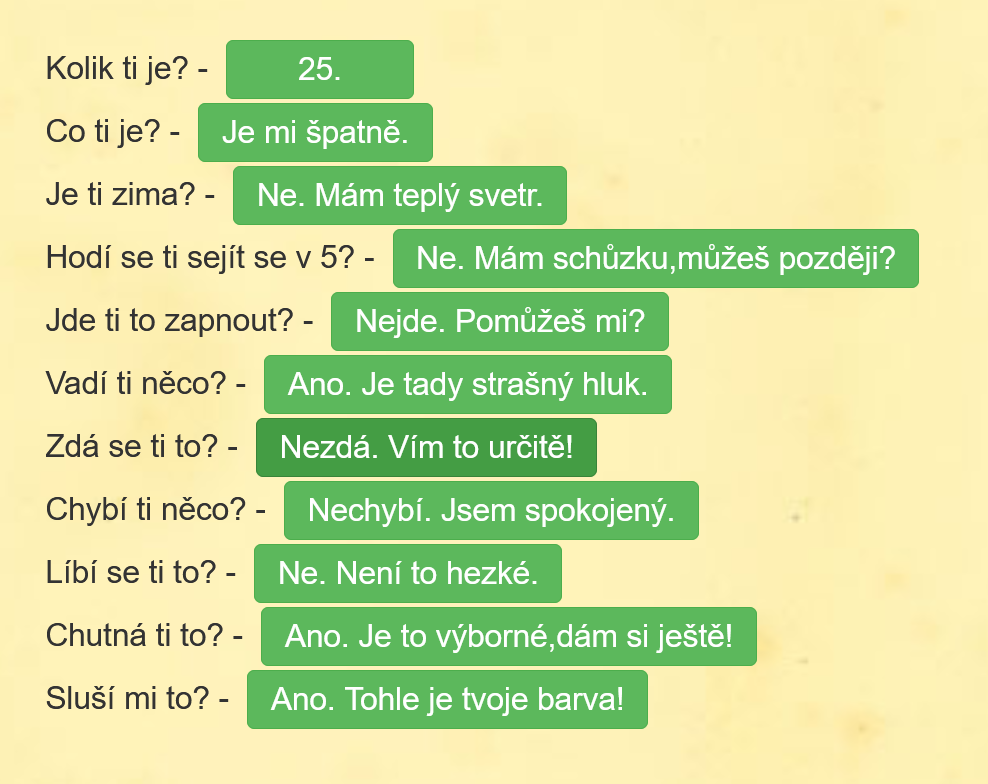 Kolik ti je? - 25.
Co ti je? - Je mi špatně.
Je ti zima? - Ne. Mám teplý svetr.
Hodí se ti sejít se v 5? - Ne. Mám schůzku,můžeš později?
Jde ti to zapnout? - Nejde. Pomůžeš mi?
Vadí ti něco? - Ano. Je tady strašný hluk.
Zdá se ti to? - Nezdá. Vím to určitě!
Chybí ti něco? - Nechybí. Jsem spokojený.
Líbí se ti to? - Ne. Není to hezké.
Chutná ti to? - Ano. Je to výborné,dám si ještě!
Sluší mi to? - Ano. Tohle je tvoje barva!